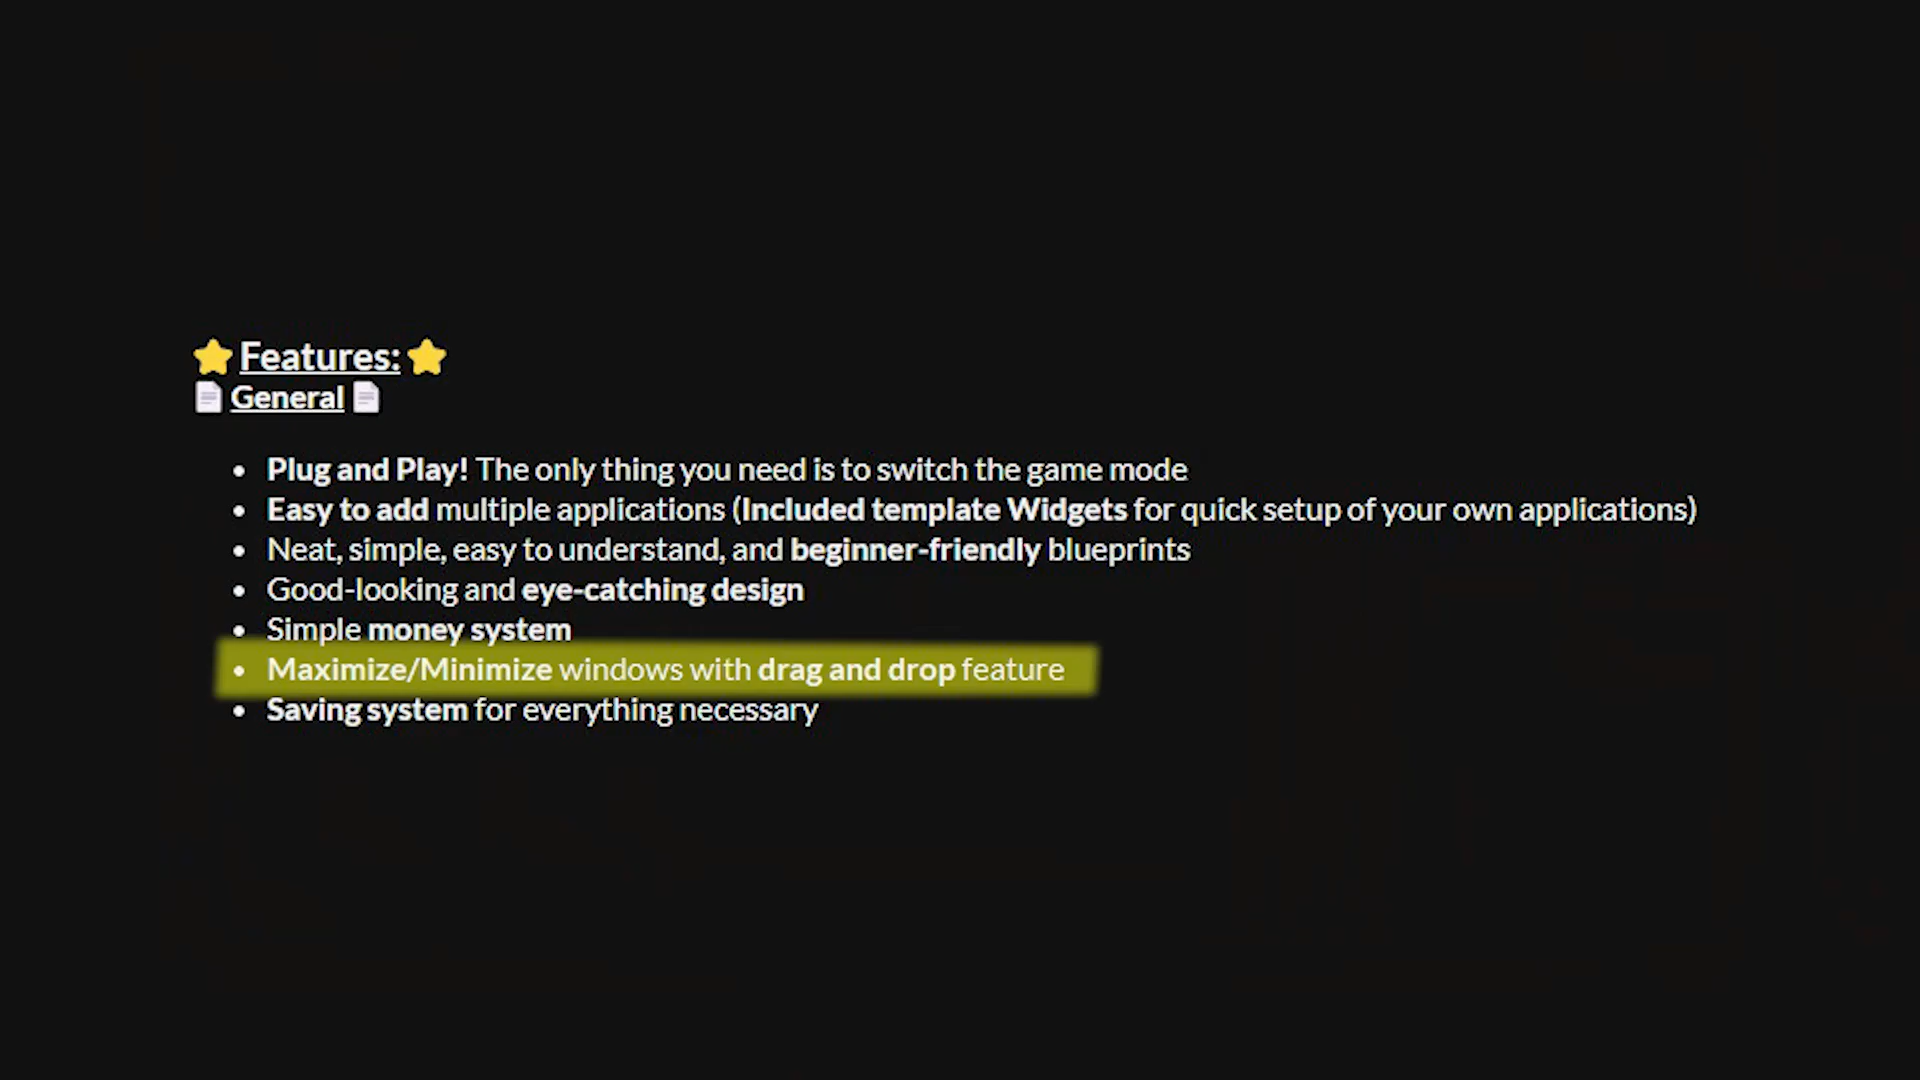 ⭐ Features: ⭐
📄 General 📄
• Plug and Play! The only thing you need is to switch the game mode
• Easy to add multiple applications (Included template Widgets for quick setup of your own applications)
• Neat, simple, easy to understand, and beginner-friendly blueprints
• Good-looking and eye-catching design
• Simple money system
• Maximize/Minimize windows with drag and drop feature
• Saving system for everything necessary